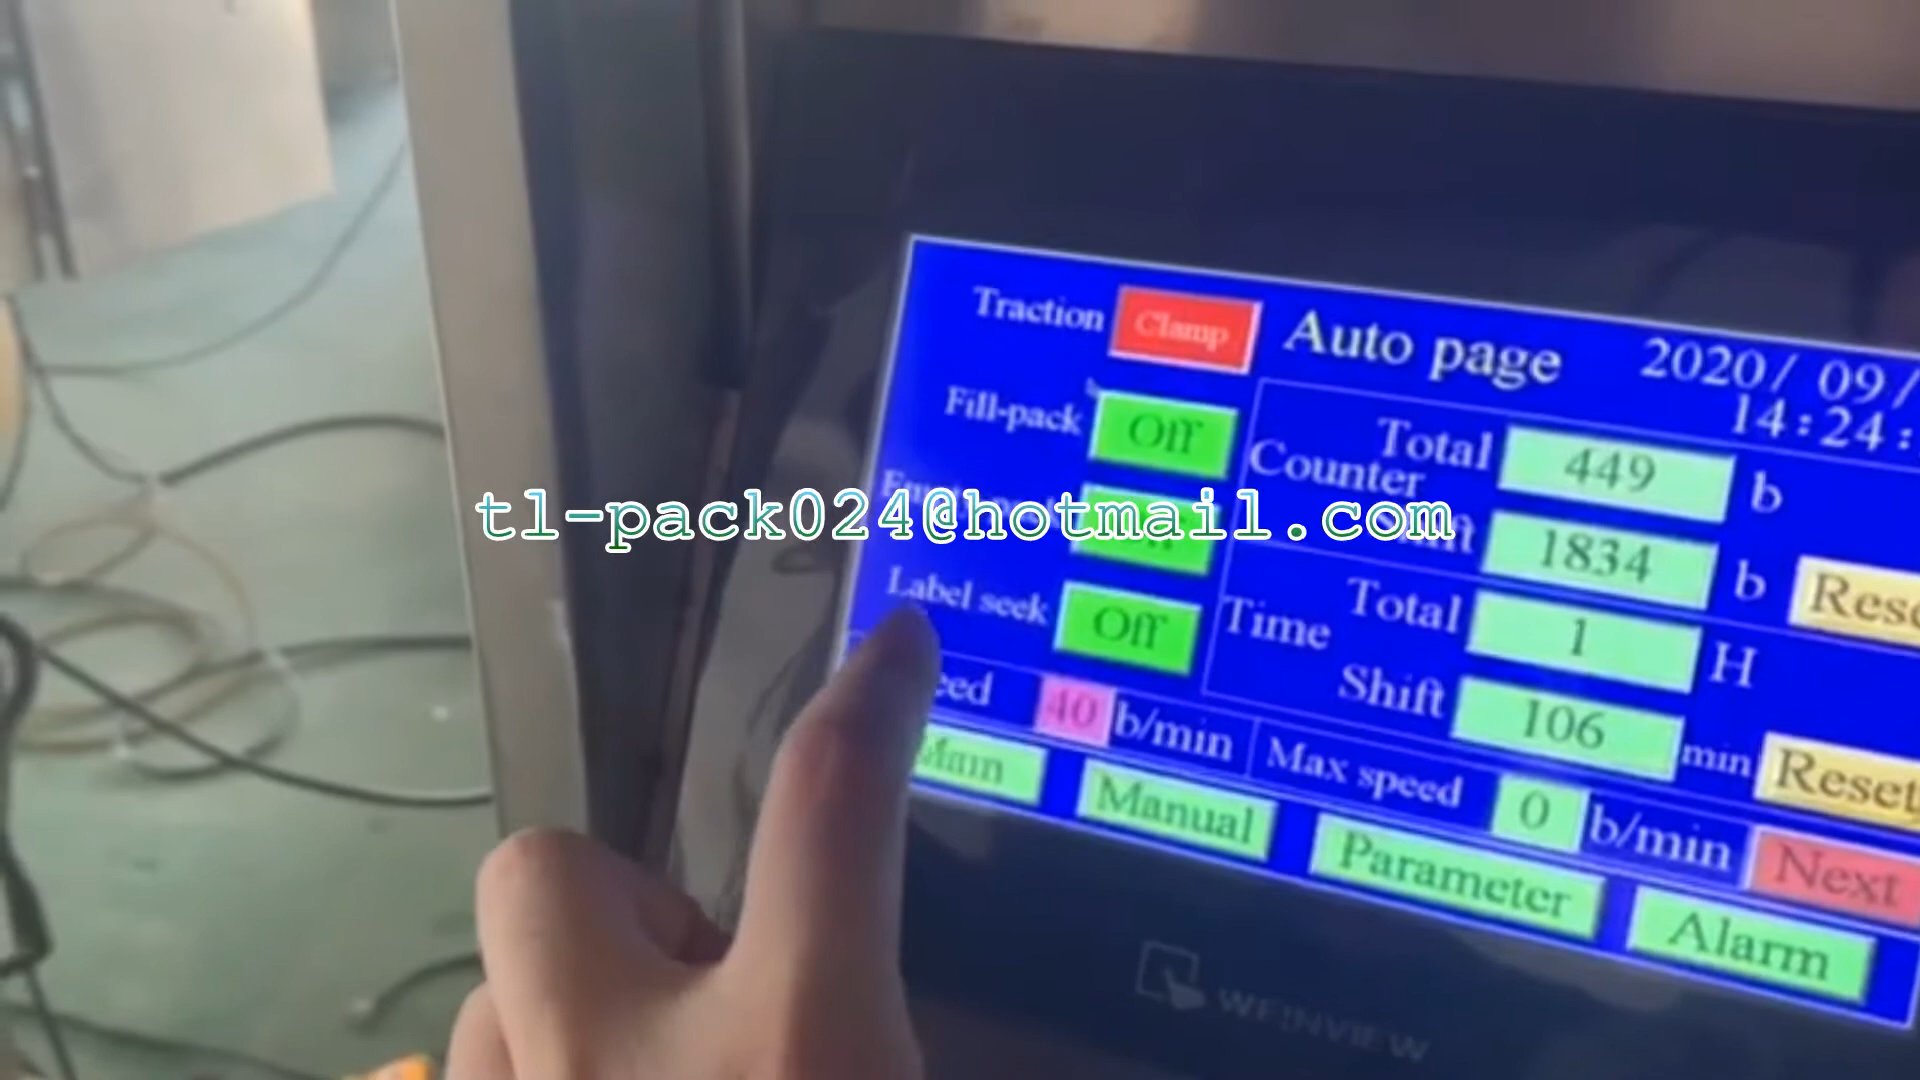 Traction Clamp Auto page 2020/ 09/
14:24:
Fill-pack Off Total 449 b
Counter
tl-pack024@hotmail.com
1834 b
Label seek Off Time Total 1 H
Shift 106 min Reset
40 b/min Max speed 0 b/min Next
Main Manual Parameter Alarm
WEINVIEW